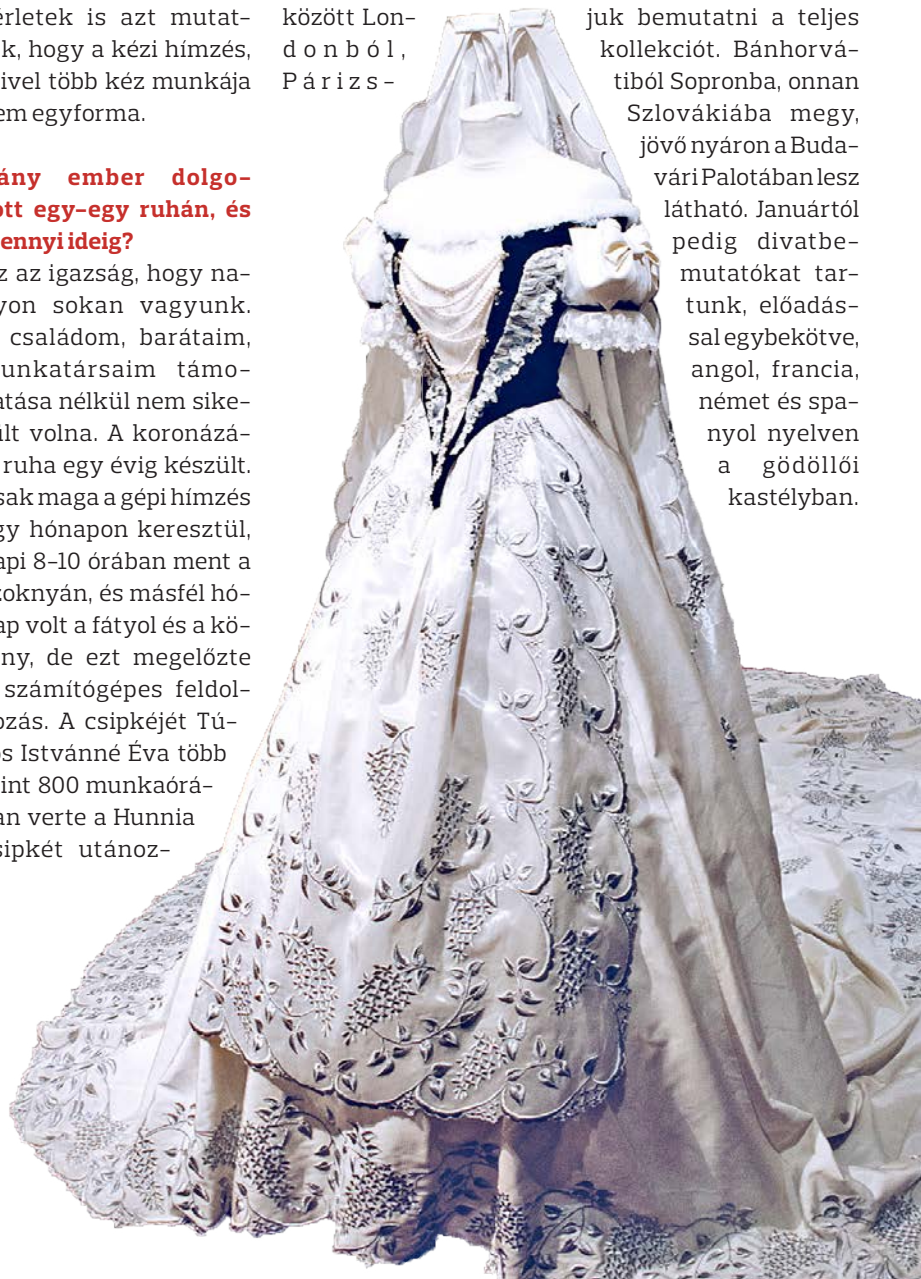 érletek is azt mutat-
k, hogy a kézi hímzés,
ivel több kéz munkája
em egyforma.
ány ember dolgo-
ott egy-egy ruhán, és
ennyi ideig?
z az igazság, hogy na-
yon sokan vagyunk.
családom, barátaim,
unkatársaim támo-
atása nélkül nem sike-
ült volna. A koronázá-
ruha egy évig készült.
sak maga a gépi hímzés
gy hónapon keresztül,
api 8-10 órában ment a
zoknyán, és másfél hó-
ap volt a fátyol és a kö-
ny, de ezt megelőzte
számítógépes feldol-
ozás. A csipkéjét Tú-
os Istvánné Éva több
int 800 munkaórá-
an verte a Hunnia
sipkét utánoz-
között Lon-
donból,
Párizs-
juk bemutatni a teljes
kollekciót. Bánhorvá-
tiból Sopronba, onnan
Szlovákiába megy,
jövő nyáron a Buda-
vári Palotában lesz
látható. Januártól
pedig divatbe-
mutatókat tar-
tunk, előadás-
sal egybekötve,
angol, francia,
német és spa-
nyol nyelven
a gödöllői
kastélyban.